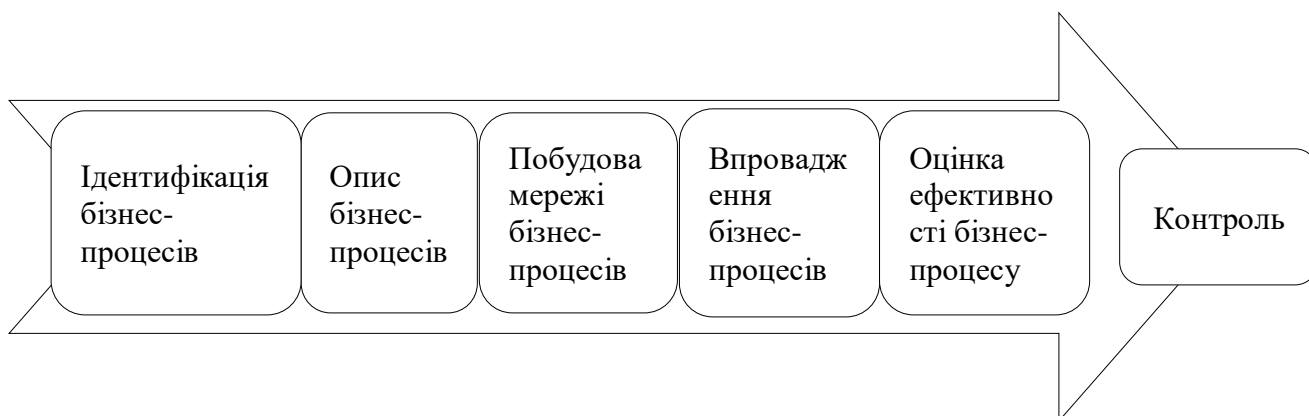 Ідентифікація
бізнес-
процесів
Опис
бізнес-
процесів
Побудова
мережі
бізнес-
процесів
Впровадж
ення
бізнес-
процесів
Оцінка
ефективно
сті бізнес-
процесу
Контроль